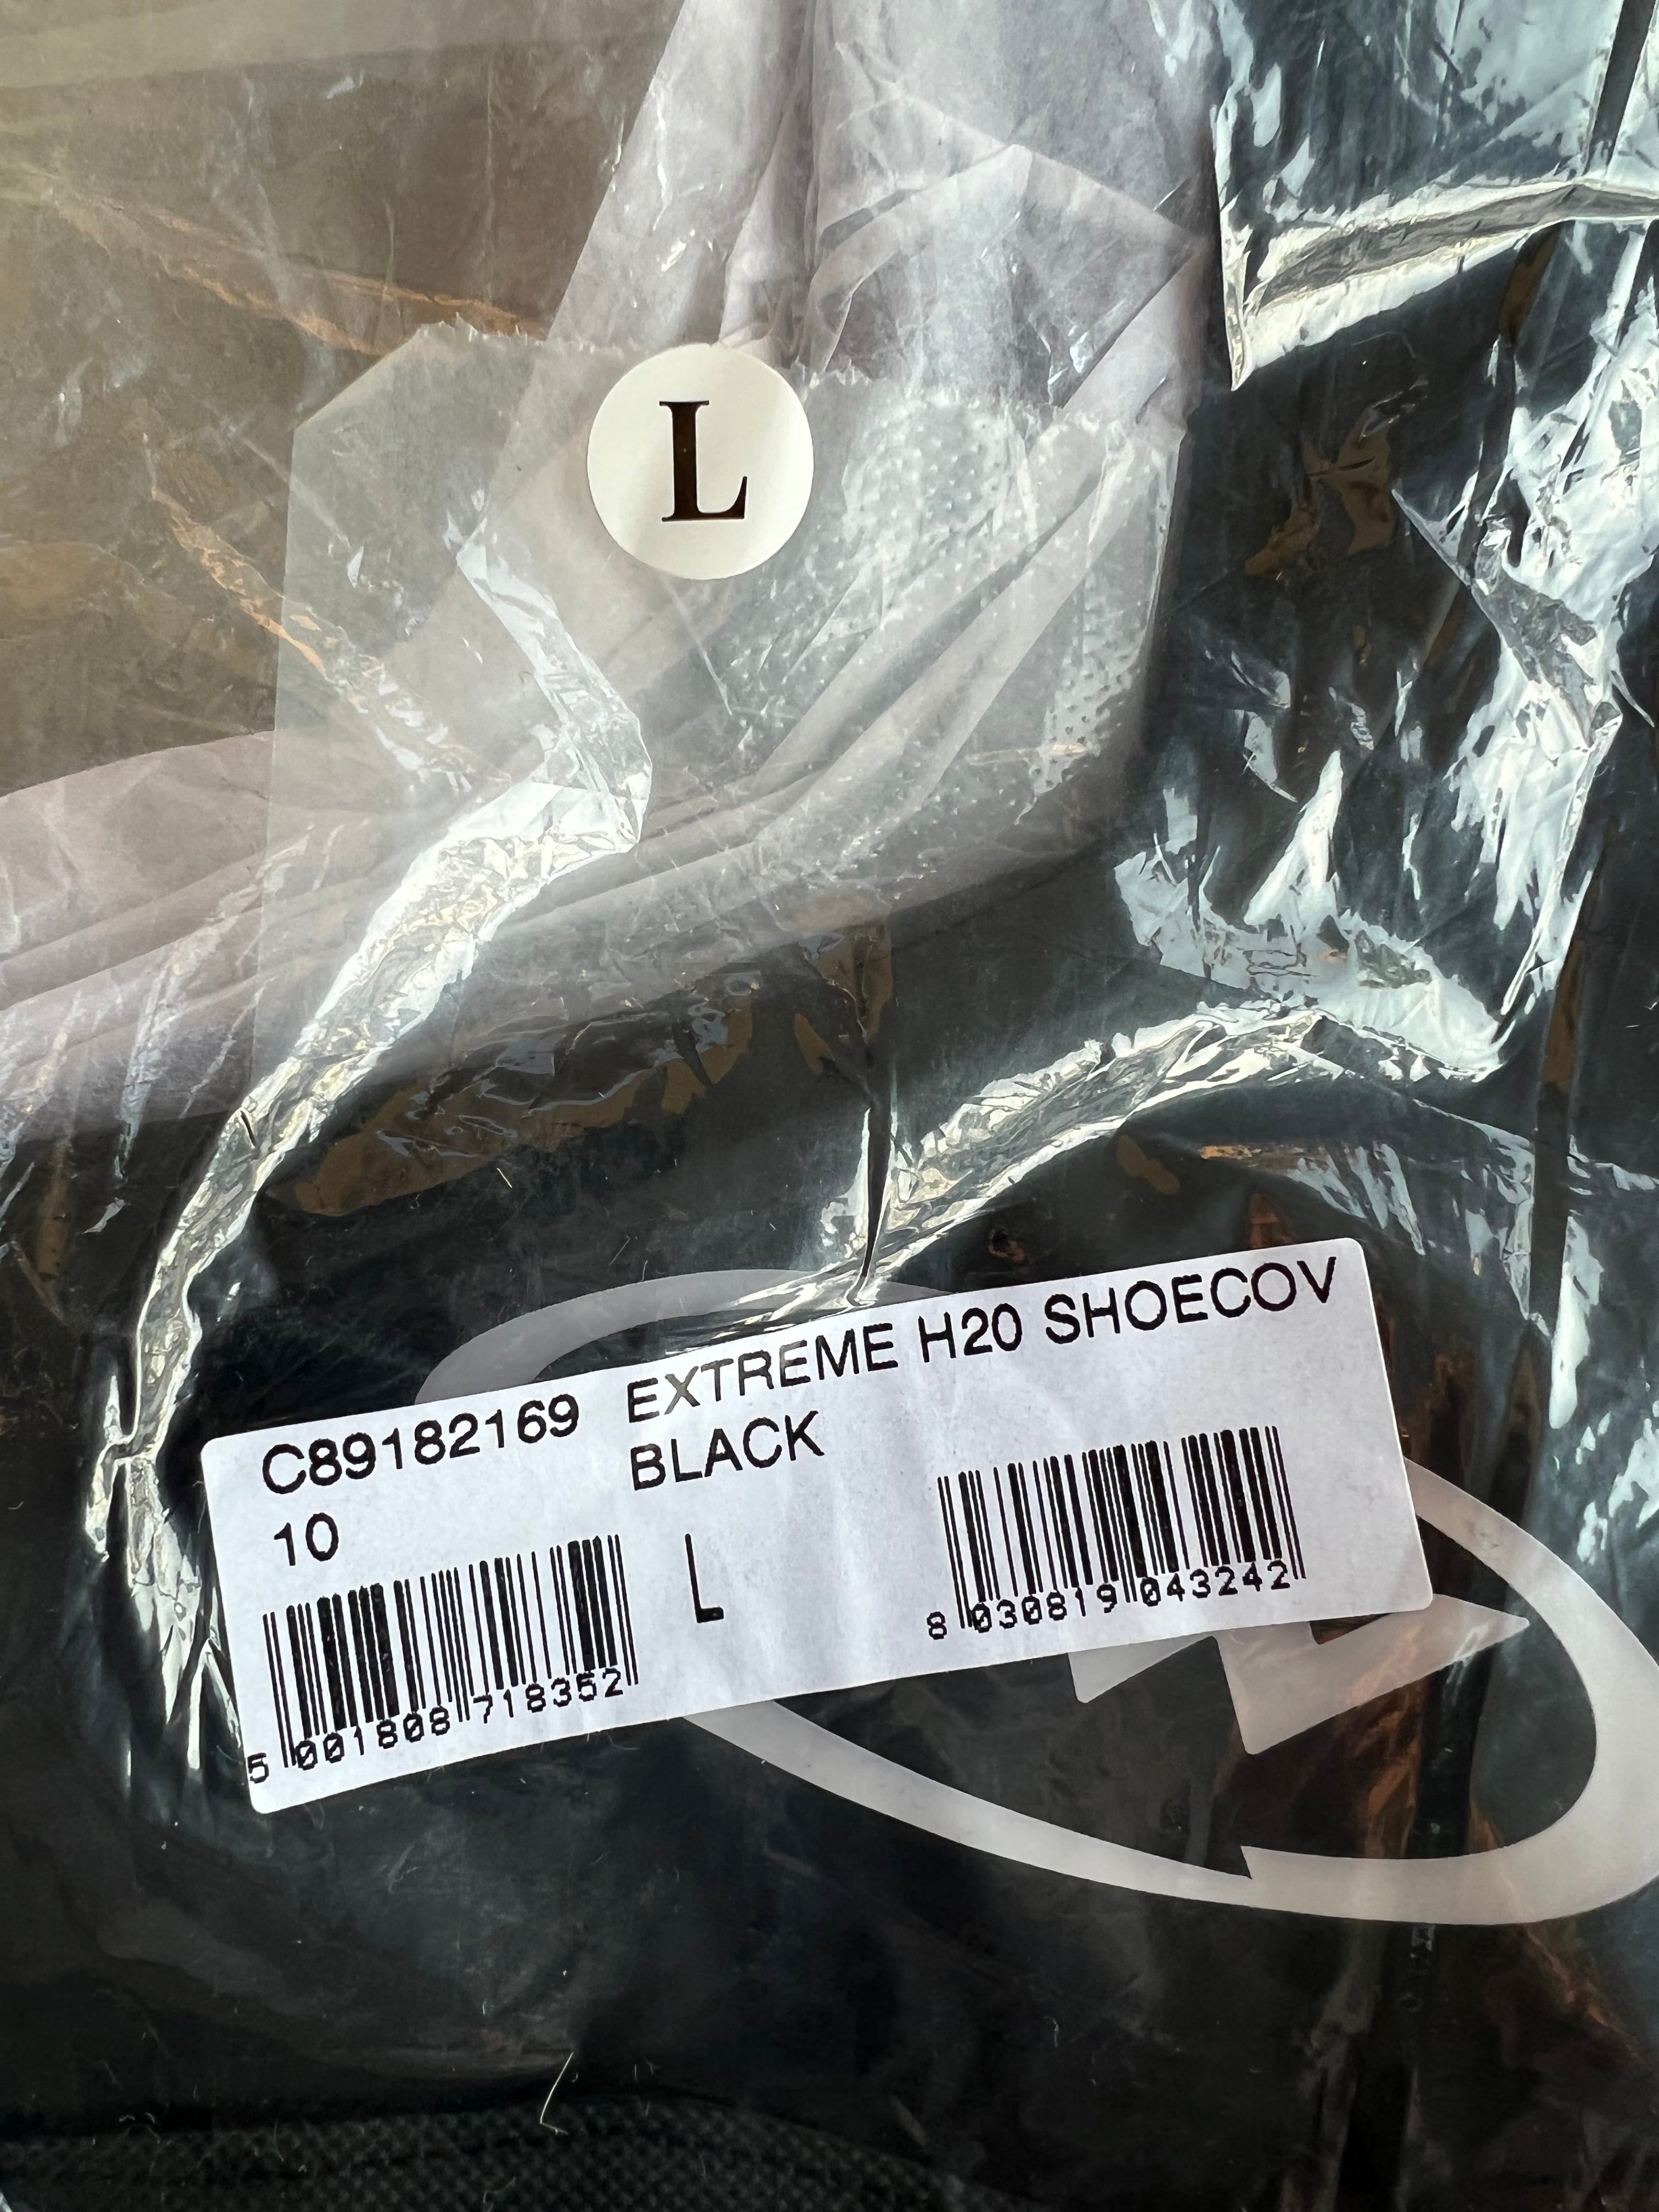 L
C89182169 EXTREME H20 SHOECOV
10 BLACK
L
5 001808 718352
8 030819 043242